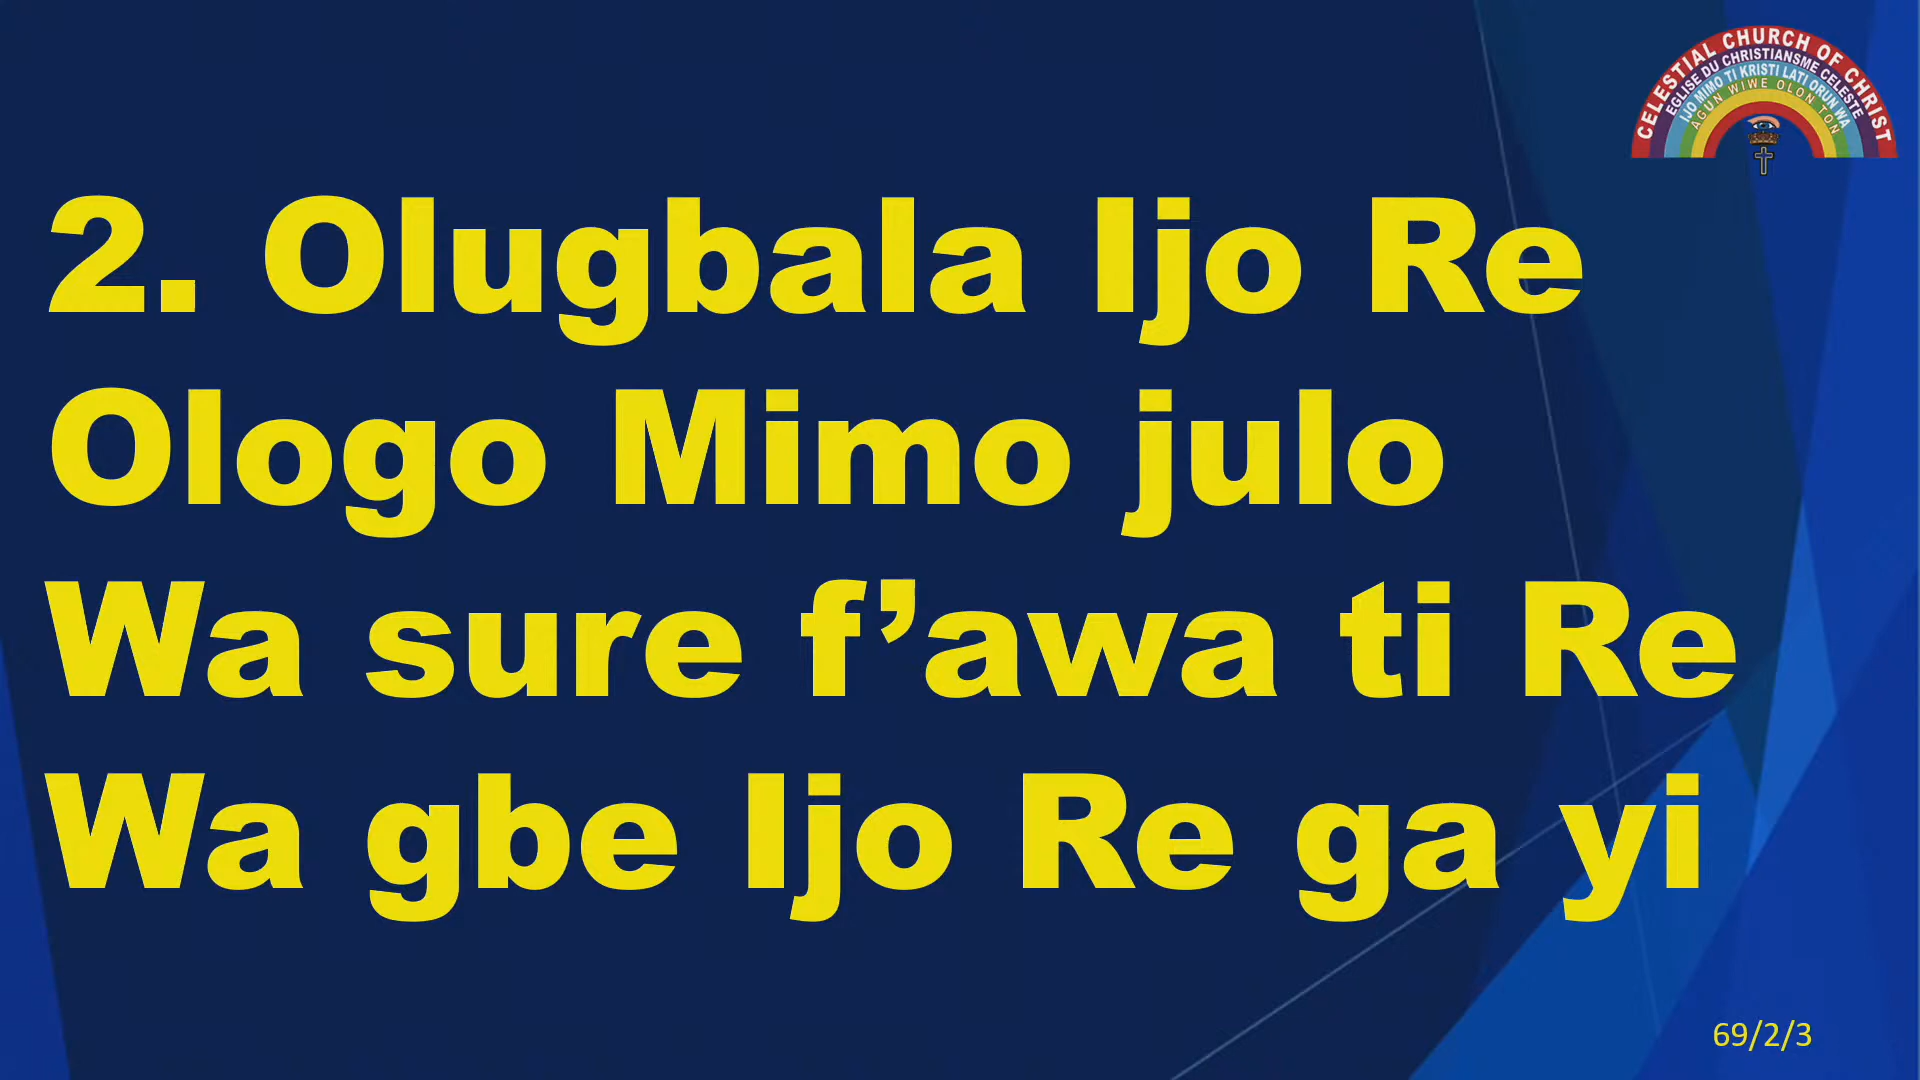 CELESTIAL CHURCH OF CHRIST
EGLISE DU CHRISTIANSME CELESTE
IJO MIMO TI KRISTI LATI ORUN WA
AGUN WIWE OLON TON
2. Olugbala Ijo Re
Ologo Mimo julo
Wa sure f’awa ti Re
Wa gbe Ijo Re ga yi
69/2/3